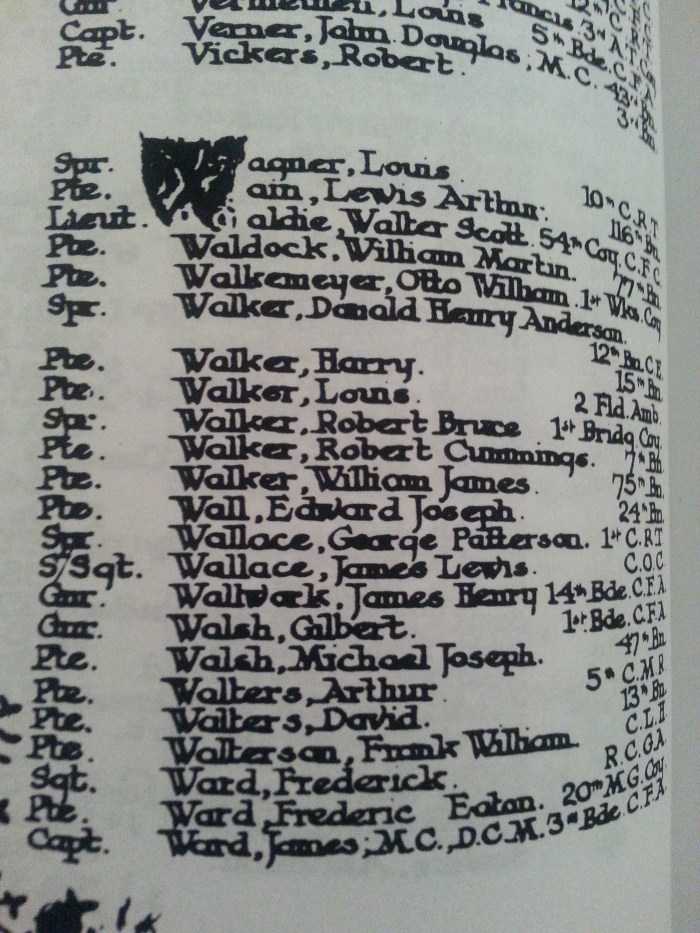 Gnr. Vermeulen, Louis 5th Bde. C.F.A.
Capt. Verner, John Douglas; M.C. 43rd Bn
Pte. Vickers, Robert. 3rd Bn
Spr. Wagner, Louis. 10th C.R.T
Pte. Wain, Lewis Arthur. 116th Bn.
Lieut. Waldie, Walter Scott. 54th Coy. C.F.C.
Pte. Waldock, William Martin. 77th Bn.
Pte. Walkemeyer, Otto William. 1st Wks. Coy
Spr. Walker, Donald Henry Anderson.
12th Bn. C.E.
Pte. Walker, Harry. 15th Bn
Pte. Walker, Louis. 2 Fld. Amb.
Spr. Walker, Robert Bruce 1st Bridg Coy.
Pte. Walker, Robert Cummings. 7th Bn
Pte. Walker, William James. 75th Bn.
Pte. Wall, Edward Joseph. 24th Bn.
Spr. Wallace, George Patterson. 1st C.R.T
S/Sgt. Wallace, James Lewis. C.O.C
Gnr. Wallwork, James Henry 14th Bde. C.F.A
Gnr. Walsh, Gilbert. 1st Bde. C.F.A
Pte. Walsh, Michael Joseph. 47th Bn
Pte. Walters, Arthur 5th C.M.R
Pte. Walters, David. 13th Bn.
Pte. Walterson, Frank William. C.L.H
Sgt. Ward, Frederick. R.C.G.A.
Pte. Ward, Frederic Eaton. 20th M.G. Coy
Capt. Ward, James; M.C., D.C.M. 3rd Bde. C.F.A.